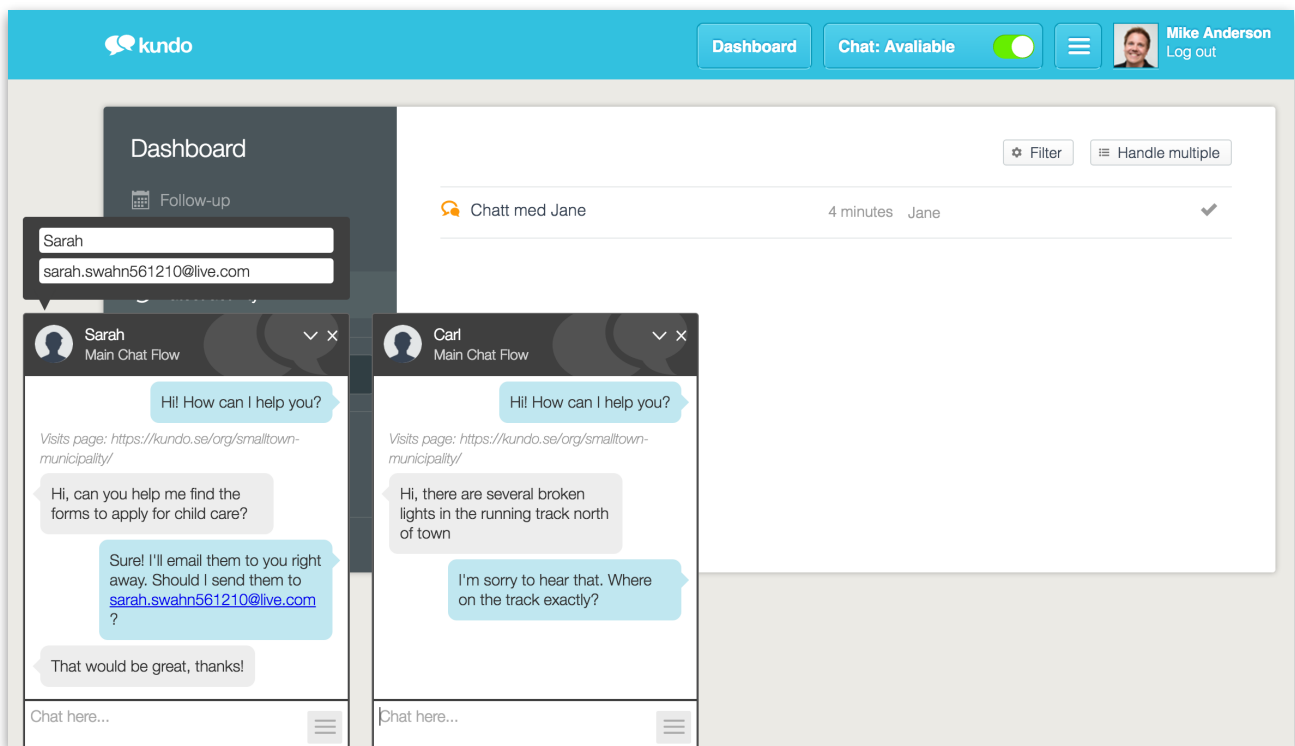 kundo
Dashboard
Chat: Available
Mike Anderson
Log out
Dashboard
Follow-up
Filter
Handle multiple
Chatt med Jane
4 minutes
Jane
Sarah
sarah.swahn561210@live.com
Sarah
Main Chat Flow
Hi! How can I help you?
Visits page: https://kundo.se/org/smalltown-
municipality/
Hi, can you help me find the
forms to apply for child care?
Sure! I'll email them to you right
away. Should I send them to
sarah.swahn561210@live.com
?
That would be great, thanks!
Chat here...
Carl
Main Chat Flow
Hi! How can I help you?
Visits page: https://kundo.se/org/smalltown-
municipality/
Hi, there are several broken
lights in the running track north
of town
I'm sorry to hear that. Where
on the track exactly?
Chat here...